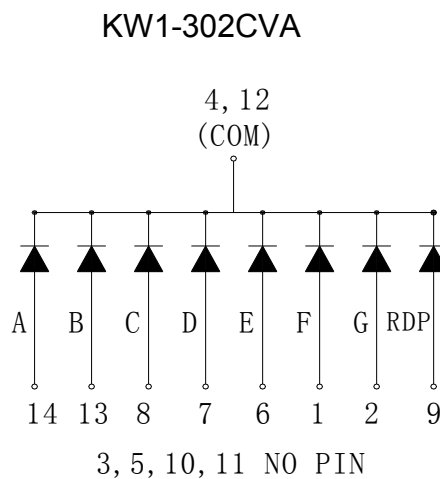 KW1-302CVA
4, 12
(COM)
A B C D E F G RDP
14 13 8 7 6 1 2 9
3, 5, 10, 11 NO PIN